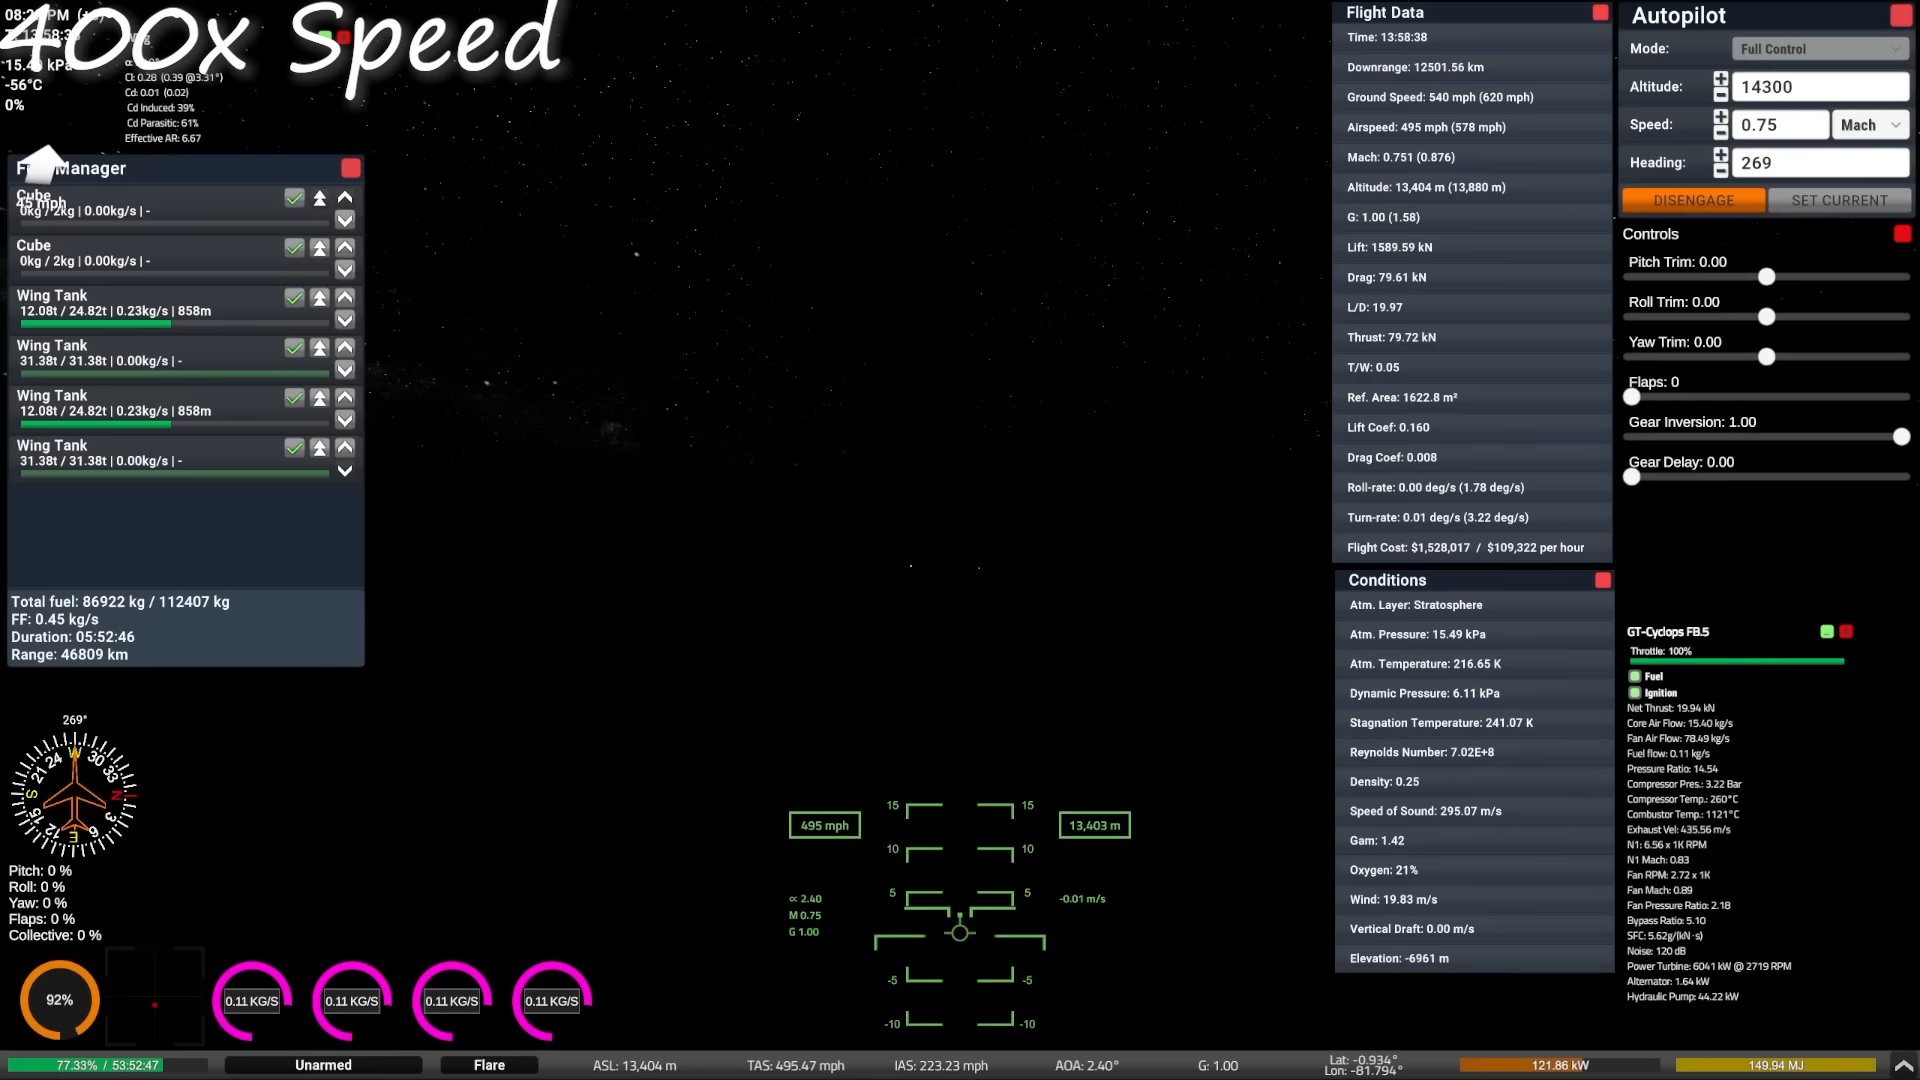 400x Speed
15.49 kPa
-56°C
0%
Cl: 0.28 (0.39 @3.31°)
Cd: 0.01 (0.02)
Cd Induced: 39%
Cd Parasitic: 61%
Effective AR: 6.67
Manager
Cube
0kg / 2kg | 0.00kg/s | -
Cube
0kg / 2kg | 0.00kg/s | -
Wing Tank
12.08t / 24.82t | 0.23kg/s | 858m
Wing Tank
31.38t / 31.38t | 0.00kg/s | -
Wing Tank
12.08t / 24.82t | 0.23kg/s | 858m
Wing Tank
31.38t / 31.38t | 0.00kg/s | -
Total fuel: 86922 kg / 112407 kg
FF: 0.45 kg/s
Duration: 05:52:46
Range: 46809 km
269°
W 30 33 N 3 6 E 12 15 S 21 24
Pitch: 0 %
Roll: 0 %
Yaw: 0 %
Flaps: 0 %
Collective: 0 %
92%
0.11 KG/S
0.11 KG/S
0.11 KG/S
0.11 KG/S
495 mph
13,403 m
15 15
10 10
5 5
-5 -5
-10 -10
∝ 2.40
M 0.75
G 1.00
-0.01 m/s
Flight Data
Time: 13:58:38
Downrange: 12501.56 km
Ground Speed: 540 mph (620 mph)
Airspeed: 495 mph (578 mph)
Mach: 0.751 (0.876)
Altitude: 13,404 m (13,880 m)
G: 1.00 (1.58)
Lift: 1589.59 kN
Drag: 79.61 kN
L/D: 19.97
Thrust: 79.72 kN
T/W: 0.05
Ref. Area: 1622.8 m²
Lift Coef: 0.160
Drag Coef: 0.008
Roll-rate: 0.00 deg/s (1.78 deg/s)
Turn-rate: 0.01 deg/s (3.22 deg/s)
Flight Cost: $1,528,017 / $109,322 per hour
Conditions
Atm. Layer: Stratosphere
Atm. Pressure: 15.49 kPa
Atm. Temperature: 216.65 K
Dynamic Pressure: 6.11 kPa
Stagnation Temperature: 241.07 K
Reynolds Number: 7.02E+8
Density: 0.25
Speed of Sound: 295.07 m/s
Gam: 1.42
Oxygen: 21%
Wind: 19.83 m/s
Vertical Draft: 0.00 m/s
Elevation: -6961 m
Autopilot
Mode: Full Control
Altitude: 14300
Speed: 0.75 Mach
Heading: 269
DISENGAGE SET CURRENT
Controls
Pitch Trim: 0.00
Roll Trim: 0.00
Yaw Trim: 0.00
Flaps: 0
Gear Inversion: 1.00
Gear Delay: 0.00
GT-Cyclops FB.5
Throttle: 100%
Fuel
Ignition
Net Thrust: 19.94 kN
Core Air Flow: 15.40 kg/s
Fan Air Flow: 78.49 kg/s
Fuel flow: 0.11 kg/s
Pressure Ratio: 14.54
Compressor Pres.: 3.22 Bar
Compressor Temp.: 260°C
Combustor Temp.: 1121°C
Exhaust Vel: 435.56 m/s
N1: 6.56 x 1K RPM
N1 Mach: 0.83
Fan RPM: 2.72 x 1K
Fan Mach: 0.89
Fan Pressure Ratio: 2.18
Bypass Ratio: 5.10
SFC: 5.62g/(kN·s)
Noise: 120 dB
Power Turbine: 6041 kW @ 2719 RPM
Alternator: 1.64 kW
Hydraulic Pump: 44.22 kW
77.33% / 53:52:47
Unarmed
Flare
ASL: 13,404 m
TAS: 495.47 mph
IAS: 223.23 mph
AOA: 2.40°
G: 1.00
Lat: -0.934°
Lon: -81.794°
121.86 kW
149.94 MJ